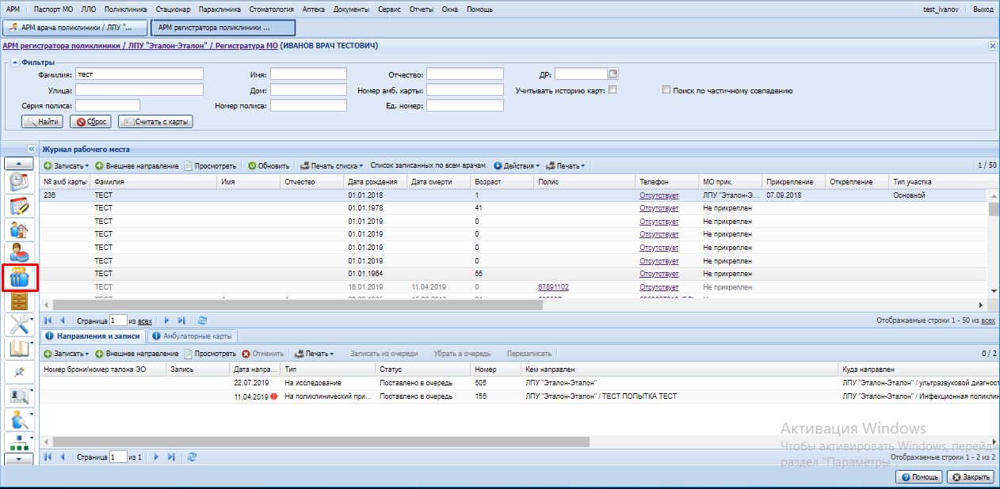 АРМ Паспорт МО ЛЛО Поликлиника Стационар Параклиника Стоматология Аптека Документы Сервис Отчеты Окна Помощь test_ivanov Выход
АРМ врача поликлиники / ЛПУ "... АРМ регистратора поликлиники ...
АРМ регистратора поликлиники / ЛПУ "Эталон-Эталон" / Регистратура МО (ИВАНОВ ВРАЧ ТЕСТОВИЧ)
Фильтры
Фамилия: тест Имя: Отчество: ДР:
Улица: Дом: Номер амб. карты: Учитывать историю карт: Поиск по частичному совпадению
Серия полиса: Номер полиса: Ед. номер:
Найти Сброс Считать с карты
Журнал рабочего места
Записать Внешнее направление Просмотреть Обновить Печать списка Список записанных по всем врачам Действия Печать 1 / 50
№ амб карты Фамилия Имя Отчество Дата рождения Дата смерти Возраст Полис Телефон МО прик. Прикрепление Открепление Тип участка
236 ТЕСТ 01.01.2018 1 Отсутствует ЛПУ "Эталон-Э... 07.09.2018 Основной
ТЕСТ 01.01.1978 41 Отсутствует Не прикреплен
ТЕСТ 01.01.2019 0 Отсутствует Не прикреплен
ТЕСТ 01.01.2019 0 Отсутствует Не прикреплен
ТЕСТ 01.01.2019 0 Отсутствует Не прикреплен
ТЕСТ 01.01.2019 0 Отсутствует Не прикреплен
ТЕСТ 01.01.1964 55 Отсутствует Не прикреплен
ТЕСТ 16.01.2019 11.04.2019 0 67891102 Отсутствует Не прикреплен
Страница 1 из всех Отображаемые строки 1 - 50 из всех
Направления и записи Амбулаторные карты
Записать Внешнее направление Просмотреть Отменить Печать Записать из очереди Убрать в очередь Перезаписать 0 / 2
Номер брони/номер талона ЭО Запись Дата напра... Тип Статус Номер Кем направлен Куда направлен
22.07.2019 На исследование Поставлено в очередь 505 ЛПУ "Эталон-Эталон" ЛПУ "Эталон-Эталон" / ультразвуковой диагност
11.04.2019 На поликлинический при... Поставлено в очередь 155 ЛПУ "Эталон-Эталон" / ТЕСТ ПОПЫТКА ТЕСТ ЛПУ "Эталон-Эталон" / Инфекционная поликлин
Активация Windows
Чтобы активировать Windows, перейди
раздел "Параметры".
Страница 1 из 1 Отображаемые строки 1 - 2 из 2
Помощь Закрыть